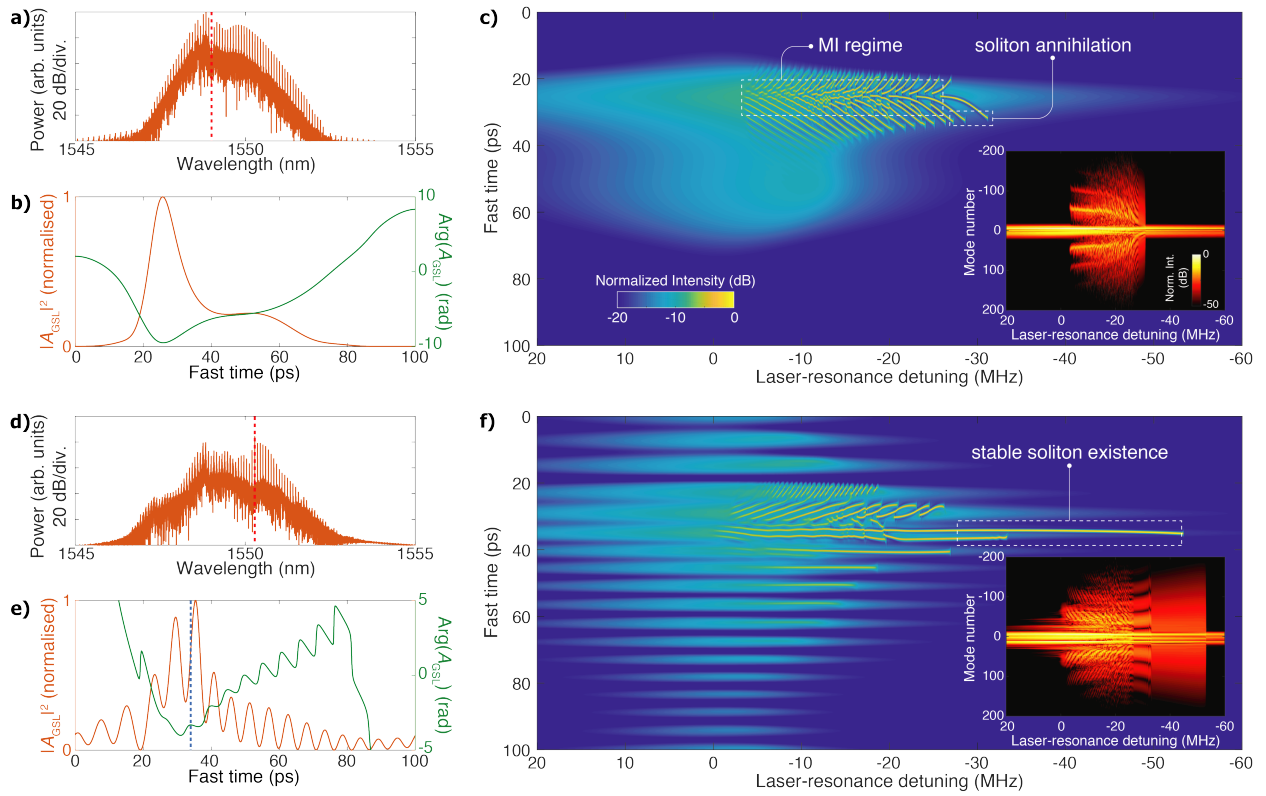 a)
Power (arb. units)
20 dB/div.
1545
1550
1555
Wavelength (nm)
b)
|A_GSL|² (normalised)
1
0
10
0
-10
Arg(A_GSL) (rad)
0
20
40
60
80
100
Fast time (ps)
c)
MI regime
soliton annihilation
0
20
40
60
80
100
Fast time (ps)
Normalized Intensity (dB)
-20
-10
0
20
0
-10
-20
-30
-40
-50
-60
Laser-resonance detuning (MHz)
-200
-100
0
100
200
Mode number
0
Norm. Int.
(dB)
-50
20
0
-20
-40
-60
Laser-resonance detuning (MHz)
d)
Power (arb. units)
20 dB/div.
1545
1550
1555
Wavelength (nm)
e)
|A_GSL|² (normalised)
1
0
5
0
-5
Arg(A_GSL) (rad)
0
20
40
60
80
100
Fast time (ps)
f)
stable soliton existence
0
20
40
60
80
100
Fast time (ps)
20
0
-10
-20
-30
-40
-50
-60
Laser-resonance detuning (MHz)
-200
-100
0
100
200
Mode number
20
0
-20
-40
-60
Laser-resonance detuning (MHz)